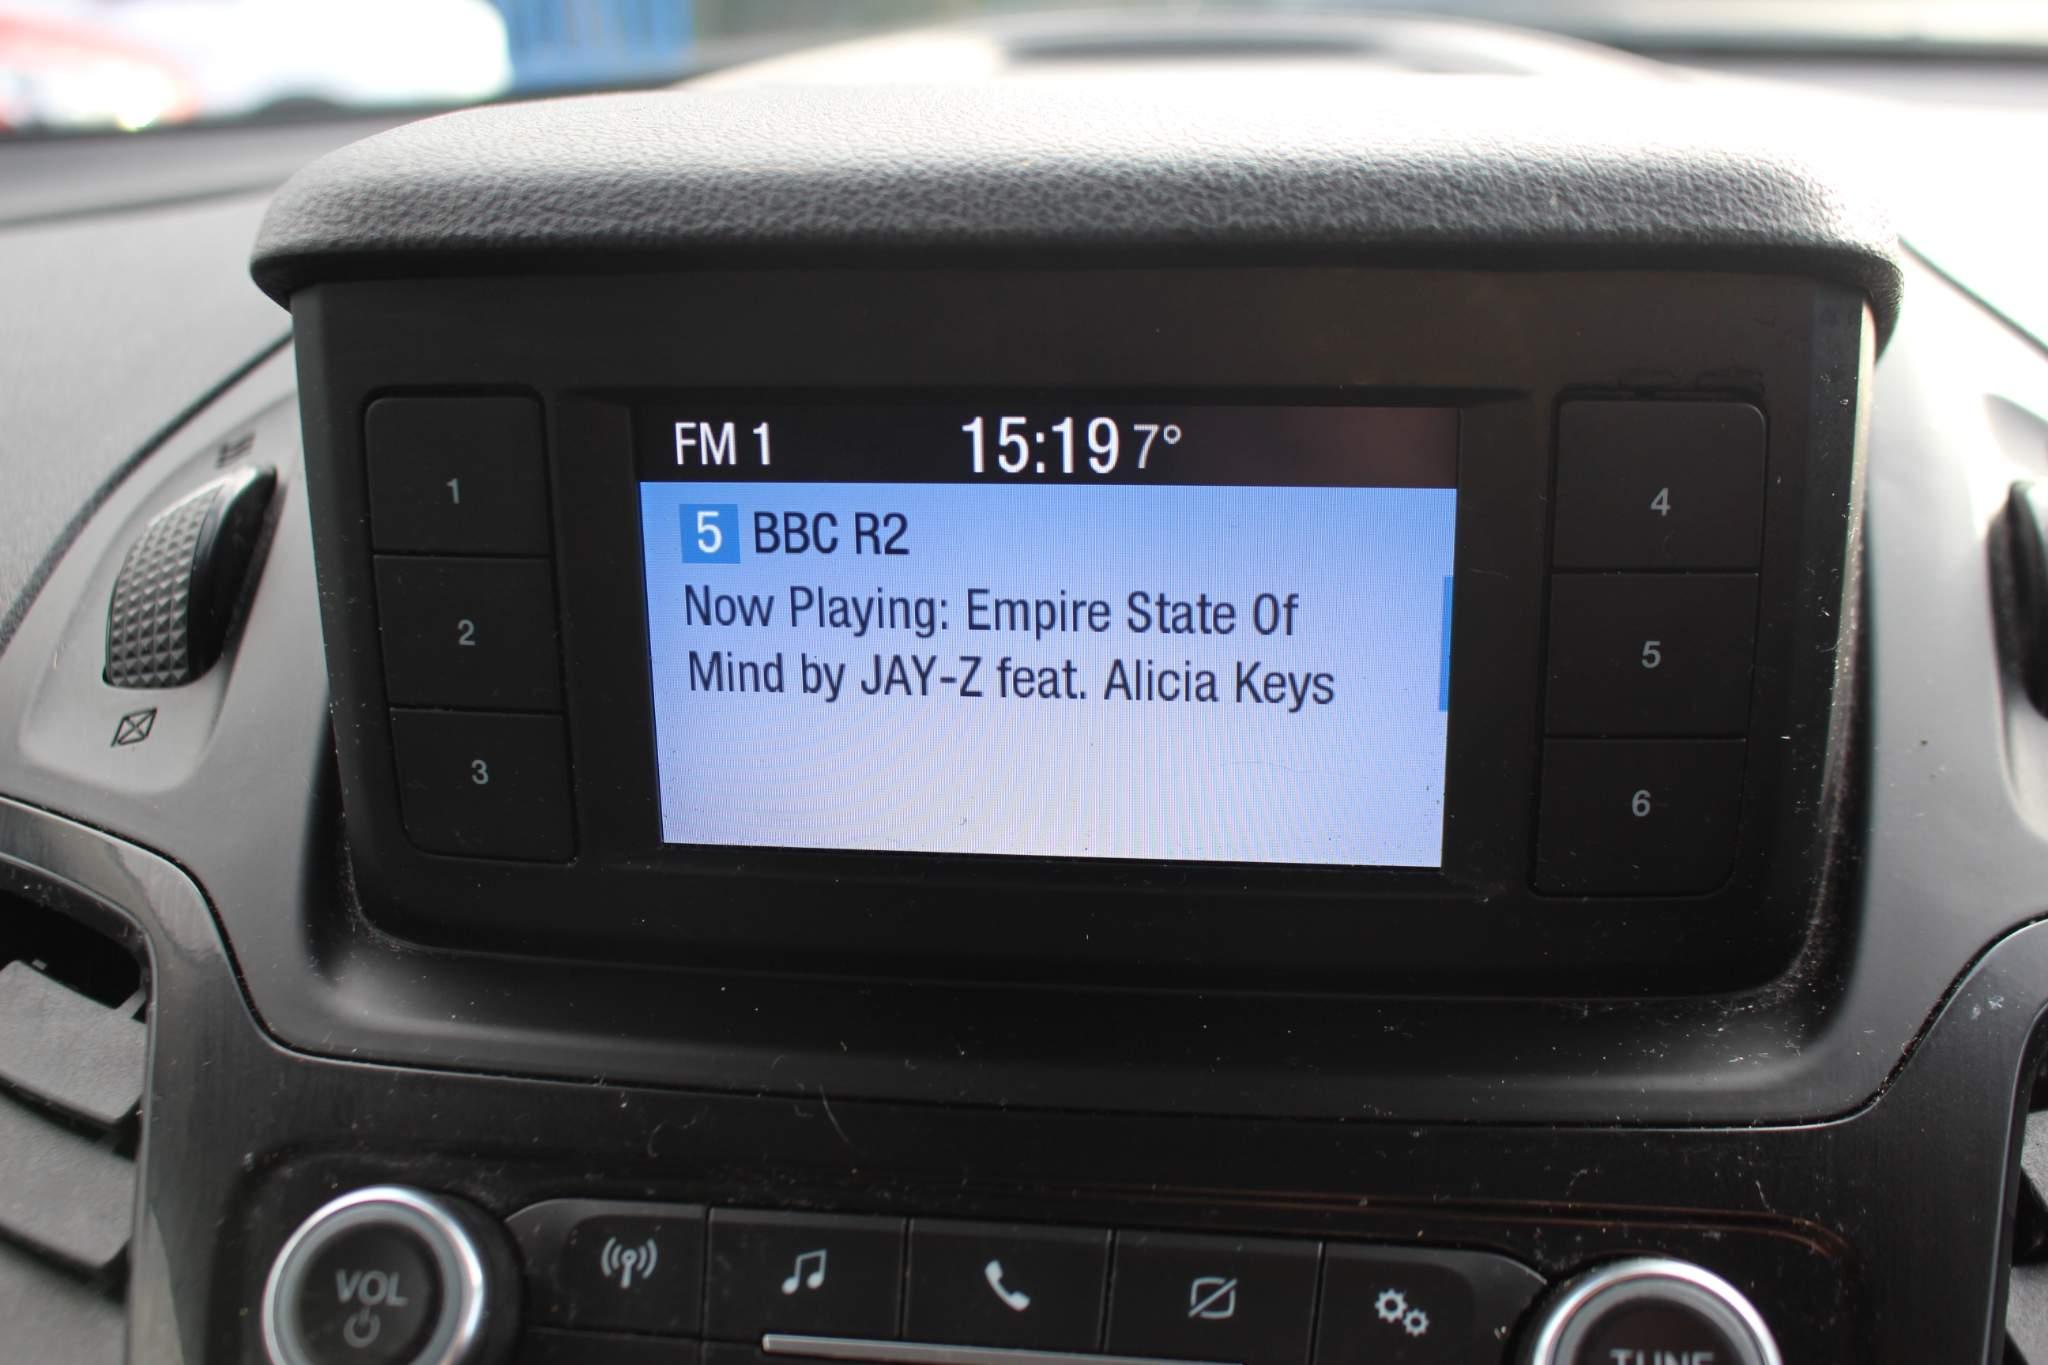 FM 1 15:19 7°
5 BBC R2
Now Playing: Empire State Of
Mind by JAY-Z feat. Alicia Keys
1
2
3
4
5
6
VOL
TUNE